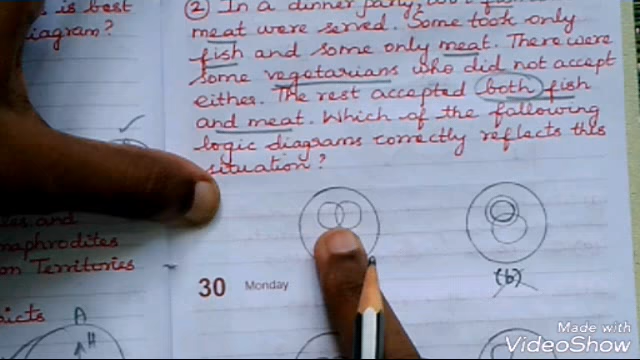 is best
diagram?
② In a dinner party,
meat were served. Some took only
fish and some only meat. There were
some vegetarians who did not accept
either. The rest accepted both fish
and meat. Which of the following
logic diagrams correctly reflects this
situation?
and
maphrodites
on Territories
icts
A
H
30 Monday
(b)
Made with
VideoShow